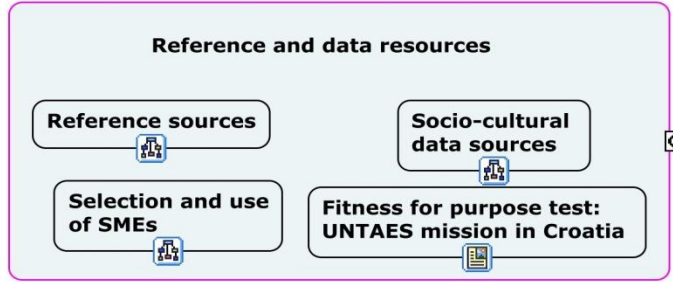 Reference and data resources
Reference sources
Socio-cultural
data sources
Selection and use
of SMEs
Fitness for purpose test:
UNTAES mission in Croatia